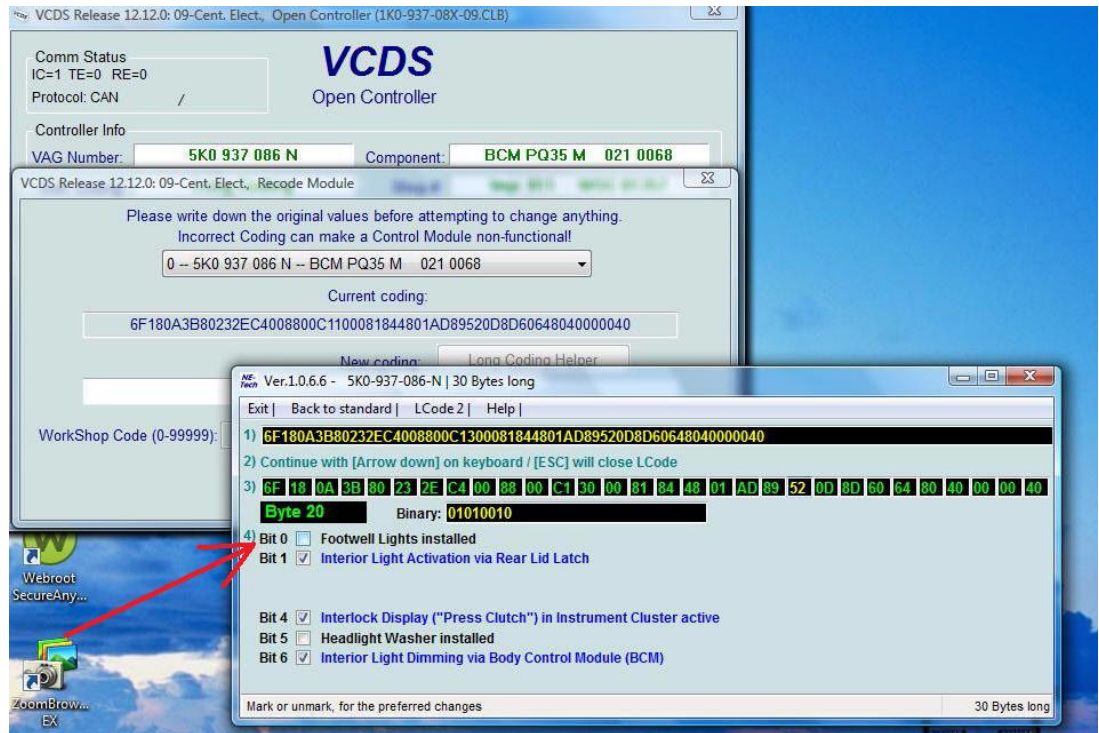 VCDS Release 12.12.0: 09-Cent. Elect., Open Controller (1K0-937-08X-09.CLB)
Comm Status
IC=1 TE=0 RE=0
Protocol: CAN /
VCDS
Open Controller
Controller Info
VAG Number: 5K0 937 086 N Component: BCM PQ35 M 021 0068
VCDS Release 12.12.0: 09-Cent. Elect., Recode Module
Please write down the original values before attempting to change anything.
Incorrect Coding can make a Control Module non-functional!
0 -- 5K0 937 086 N -- BCM PQ35 M 021 0068
Current coding:
6F180A3B80232EC4008800C1100081844801AD89520D8D60648040000040
New coding: Long Coding Helper
WorkShop Code (0-99999):
NE-Tech Ver.1.0.6.6 - 5K0-937-086-N | 30 Bytes long
Exit | Back to standard | LCode 2 | Help |
1) 6F180A3B80232EC4008800C1300081844801AD89520D8D60648040000040
2) Continue with [Arrow down] on keyboard / [ESC] will close LCode
3) 6F 18 0A 3B 80 23 2E C4 00 88 00 C1 30 00 81 84 48 01 AD 89 52 0D 8D 60 64 80 40 00 00 40
Byte 20 Binary: 01010010
4) Bit 0 Footwell Lights installed
Bit 1 Interior Light Activation via Rear Lid Latch
Bit 4 Interlock Display ("Press Clutch") in Instrument Cluster active
Bit 5 Headlight Washer installed
Bit 6 Interior Light Dimming via Body Control Module (BCM)
Mark or unmark, for the preferred changes 30 Bytes long
Webroot
SecureAny...
ZoomBrow...
EX